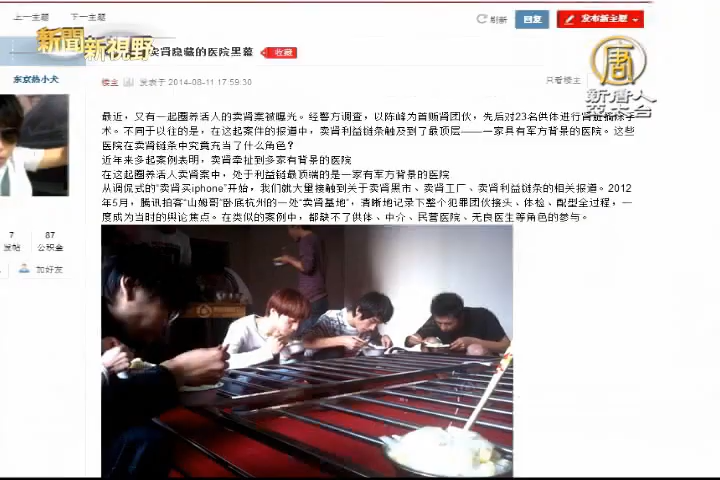 上一主题 下一主题
刷新 回复 发布新主题
新聞新視野
卖肾隐藏的医院黑幕 收藏
东京热小犬
楼主 发表于 2014-08-11 17:59:30 只看楼主
新唐人
亞太台
最近，又有一起圈养活人的卖肾案被曝光。经警方调查，以陈峰为首贩肾团伙，先后对23名供体进行肾脏摘除手
术。不同于以往的是，在这起案件的报道中，卖肾利益链条触及到了最顶层——一家具有军方背景的医院。这些
医院在卖肾链条中究竟充当了什么角色？
近年来多起案例表明，卖肾牵扯到多家有背景的医院
在这起圈养活人卖肾案中，处于利益链最顶端的是一家有军方背景的医院
从调侃式的"卖肾买iphone"开始，我们就大量接触到关于卖肾黑市、卖肾工厂、卖肾利益链条的相关报道。2012
年5月，腾讯拍客"山姆哥"卧底杭州的一处"卖肾基地"，清晰地记录下整个犯罪团伙接头、体检、配型全过程，一
度成为当时的舆论焦点。在类似的案例中，都缺不了供体、中介、民营医院、无良医生等角色的参与。
7 87
发帖 公积金
加好友